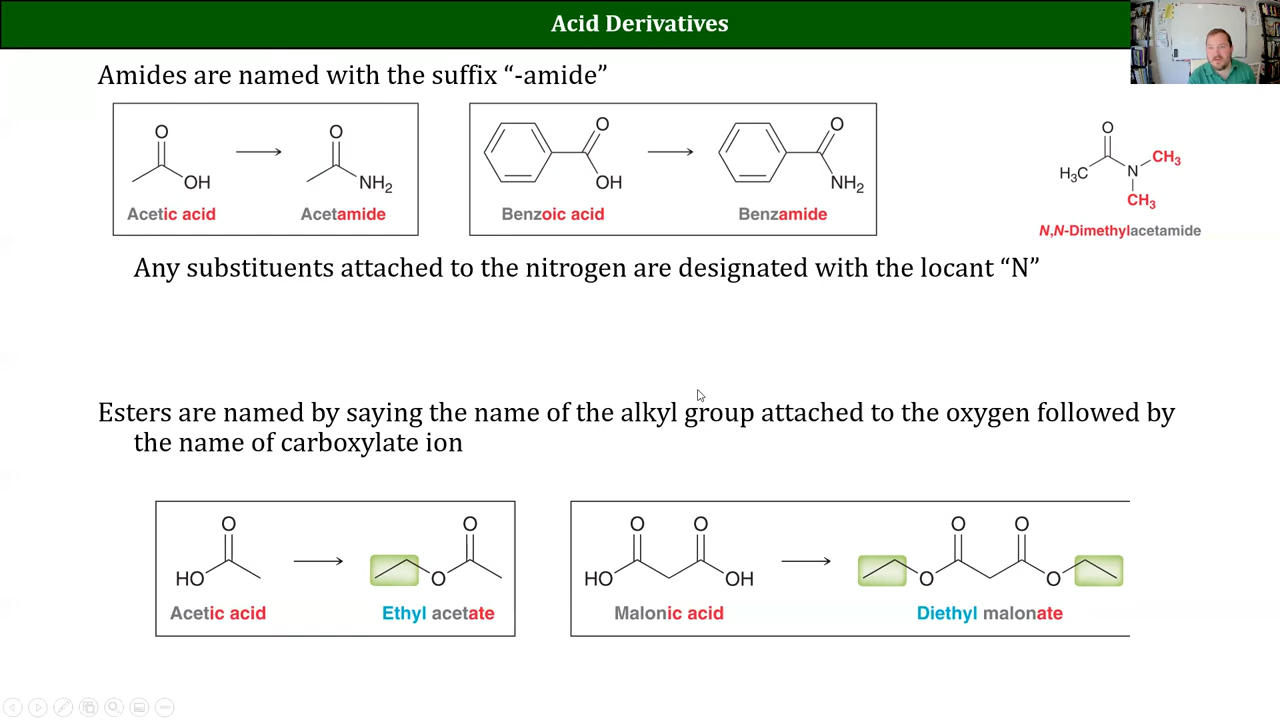 Acid Derivatives
Amides are named with the suffix “-amide”
O
OH
Acetic acid
O
NH2
Acetamide
O
OH
Benzoic acid
O
NH2
Benzamide
O
H3C
N
CH3
CH3
N,N-Dimethylacetamide
Any substituents attached to the nitrogen are designated with the locant “N”
Esters are named by saying the name of the alkyl group attached to the oxygen followed by
the name of carboxylate ion
O
HO
Acetic acid
O
O
Ethyl acetate
O O
HO OH
Malonic acid
O O
O O
Diethyl malonate